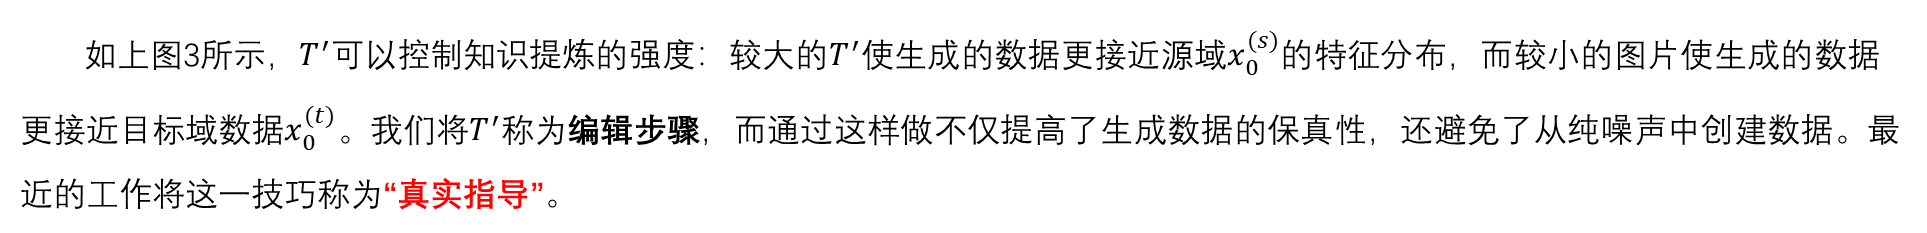 如上图3所示，T′可以控制知识提炼的强度：较大的T′使生成的数据更接近源域x₀⁽ˢ⁾的特征分布，而较小的图片使生成的数据
更接近目标域数据x₀⁽ᵗ⁾。我们将T′称为编辑步骤，而通过这样做不仅提高了生成数据的保真性，还避免了从纯噪声中创建数据。最
近的工作将这一技巧称为“真实指导”。